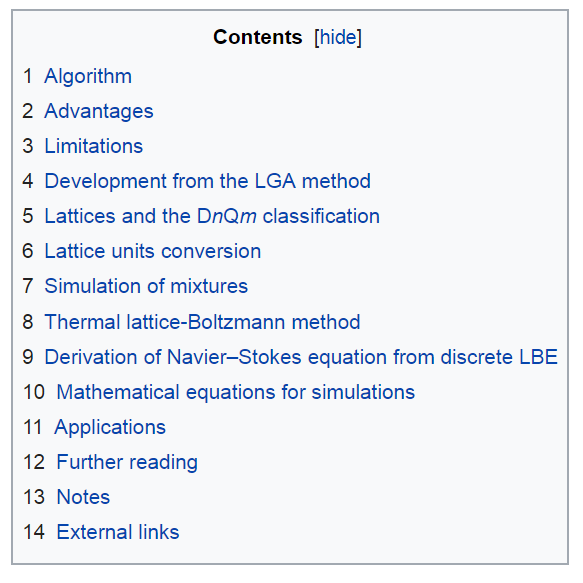 Contents [hide]
1 Algorithm
2 Advantages
3 Limitations
4 Development from the LGA method
5 Lattices and the DnQm classification
6 Lattice units conversion
7 Simulation of mixtures
8 Thermal lattice-Boltzmann method
9 Derivation of Navier–Stokes equation from discrete LBE
10 Mathematical equations for simulations
11 Applications
12 Further reading
13 Notes
14 External links